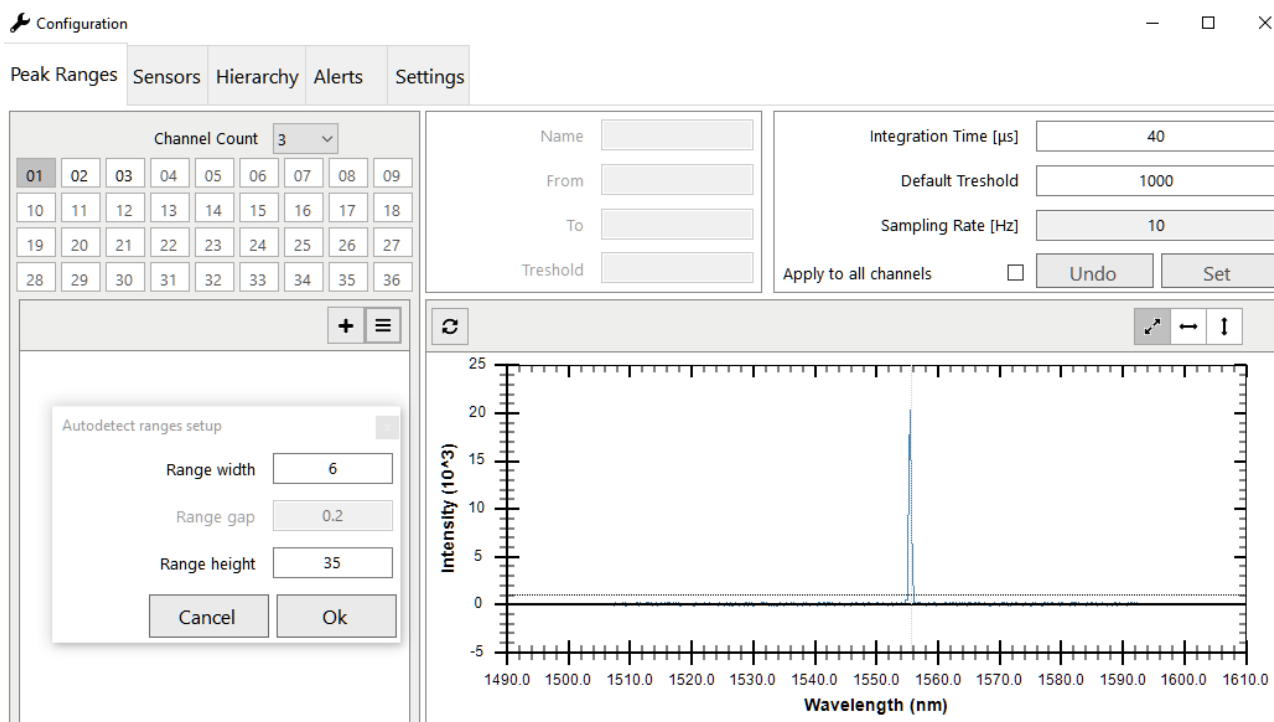 Configuration
Peak Ranges Sensors Hierarchy Alerts Settings
Channel Count 3
01 02 03 04 05 06 07 08 09
10 11 12 13 14 15 16 17 18
19 20 21 22 23 24 25 26 27
28 29 30 31 32 33 34 35 36
Name
From
To
Treshold
Integration Time [µs] 40
Default Treshold 1000
Sampling Rate [Hz] 10
Apply to all channels Undo Set
Autodetect ranges setup x
Range width 6
Range gap 0.2
Range height 35
Cancel Ok
Intensity (10^3)
25
20
15
10
5
0
-5
1490.0 1500.0 1510.0 1520.0 1530.0 1540.0 1550.0 1560.0 1570.0 1580.0 1590.0 1600.0 1610.0
Wavelength (nm)